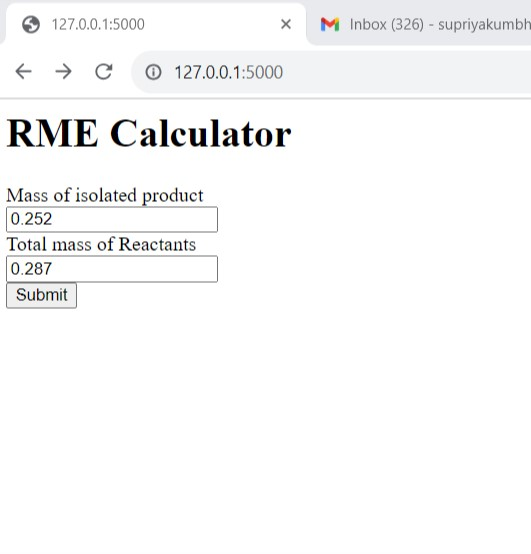 127.0.0.1:5000
Inbox (326) - supriyakumbh
127.0.0.1:5000
RME Calculator
Mass of isolated product
0.252
Total mass of Reactants
0.287
Submit